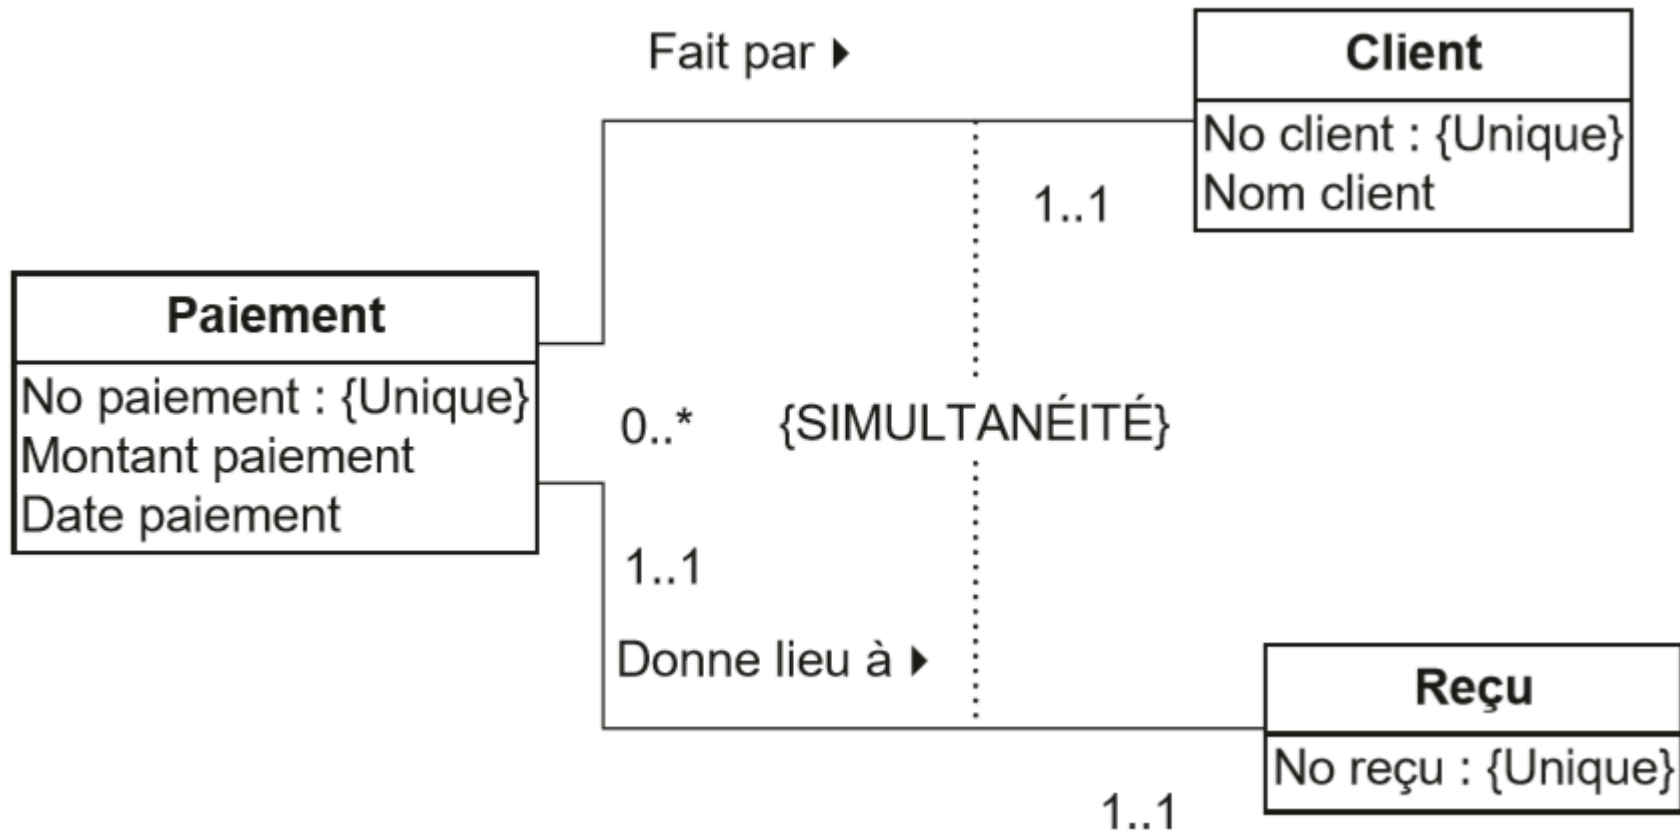 Fait par
Client
No client : {Unique}
Nom client
1..1
Paiement
No paiement : {Unique}
Montant paiement
Date paiement
0..*
{SIMULTANÉITÉ}
1..1
Donne lieu à
Reçu
No reçu : {Unique}
1..1